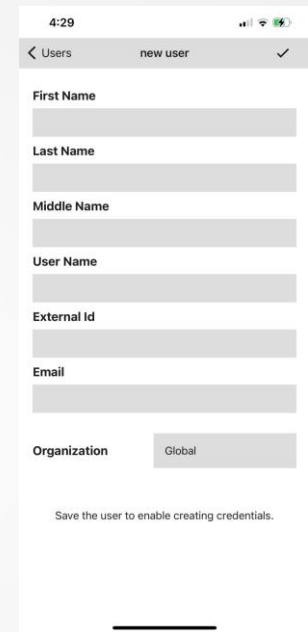 4:29
Users new user
First Name
Last Name
Middle Name
User Name
External Id
Email
Organization Global
Save the user to enable creating credentials.